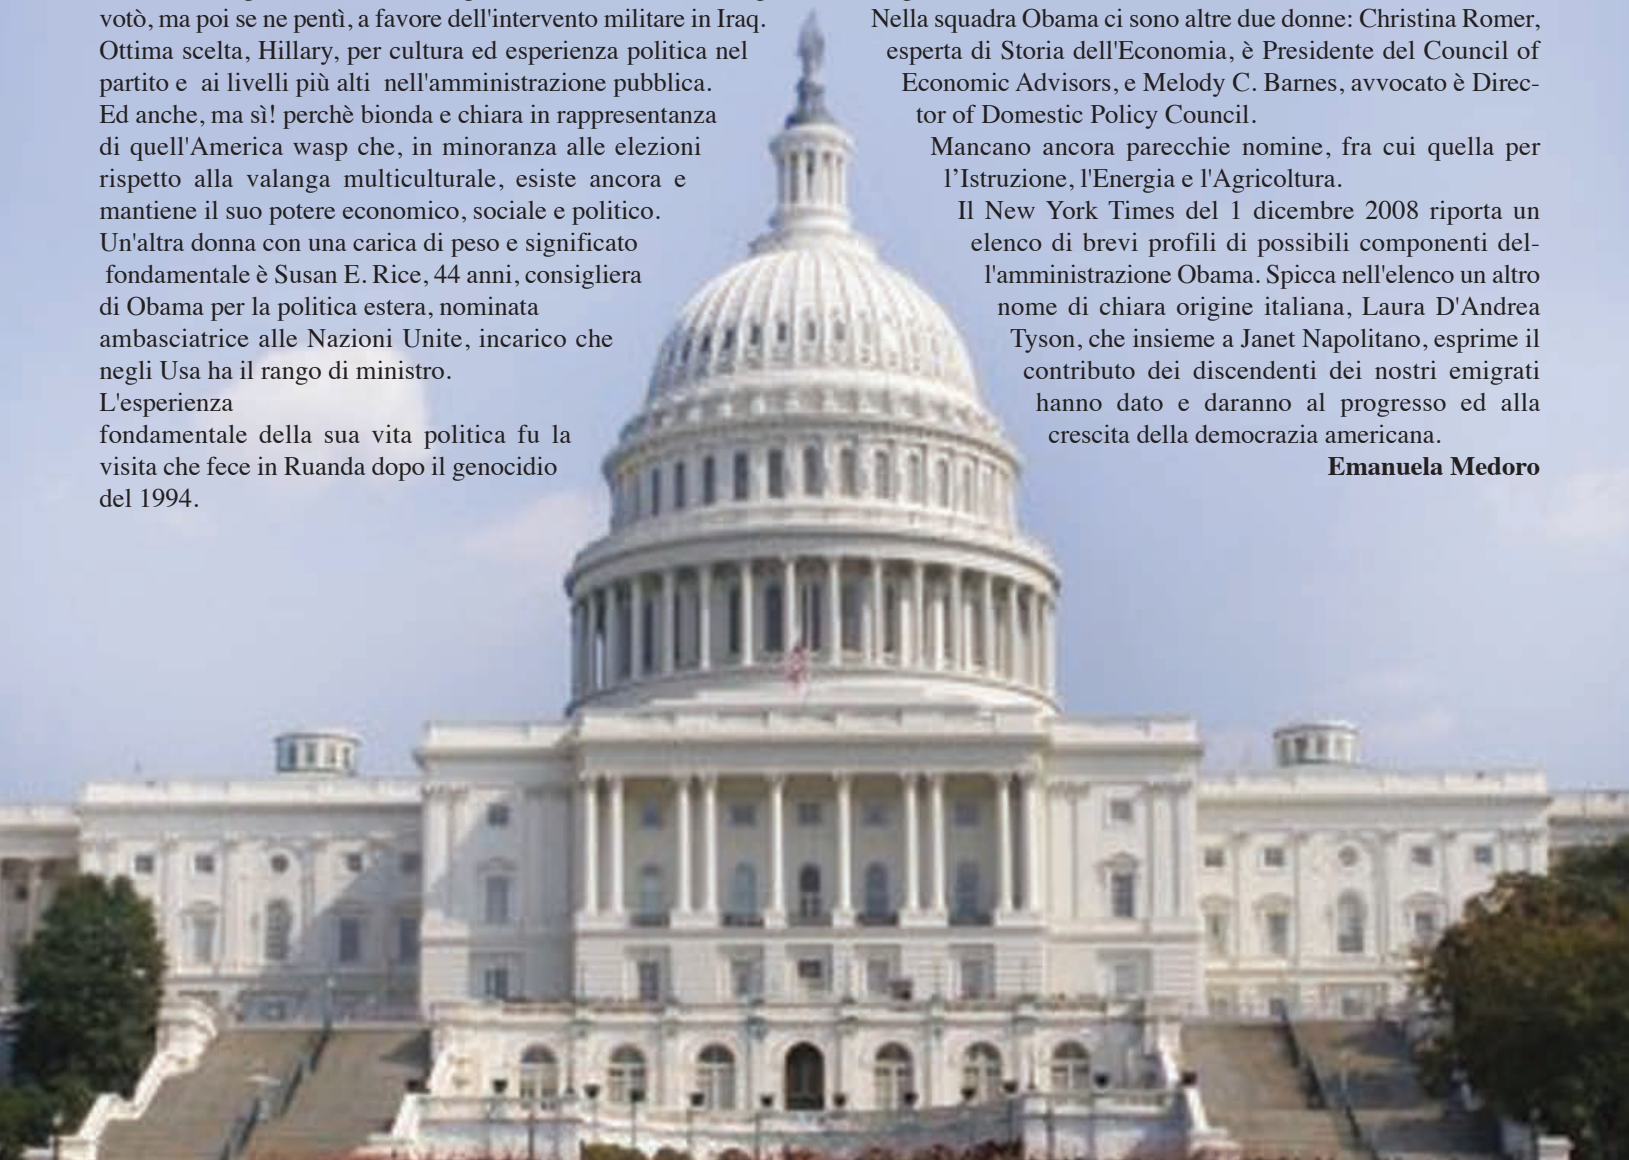 votò, ma poi se ne pentì, a favore dell'intervento militare in Iraq.
Ottima scelta, Hillary, per cultura ed esperienza politica nel
partito e ai livelli più alti nell'amministrazione pubblica.
Ed anche, ma sì! perchè bionda e chiara in rappresentanza
di quell'America wasp che, in minoranza alle elezioni
rispetto alla valanga multiculturale, esiste ancora e
mantiene il suo potere economico, sociale e politico.
Un'altra donna con una carica di peso e significato
fondamentale è Susan E. Rice, 44 anni, consigliera
di Obama per la politica estera, nominata
ambasciatrice alle Nazioni Unite, incarico che
negli Usa ha il rango di ministro.
L'esperienza
fondamentale della sua vita politica fu la
visita che fece in Ruanda dopo il genocidio
del 1994.
Nella squadra Obama ci sono altre due donne: Christina Romer,
esperta di Storia dell'Economia, è Presidente del Council of
Economic Advisors, e Melody C. Barnes, avvocato è Direc-
tor of Domestic Policy Council.
Mancano ancora parecchie nomine, fra cui quella per
l’Istruzione, l'Energia e l'Agricoltura.
Il New York Times del 1 dicembre 2008 riporta un
elenco di brevi profili di possibili componenti del-
l'amministrazione Obama. Spicca nell'elenco un altro
nome di chiara origine italiana, Laura D'Andrea
Tyson, che insieme a Janet Napolitano, esprime il
contributo dei discendenti dei nostri emigrati
hanno dato e daranno al progresso ed alla
crescita della democrazia americana.
Emanuela Medoro